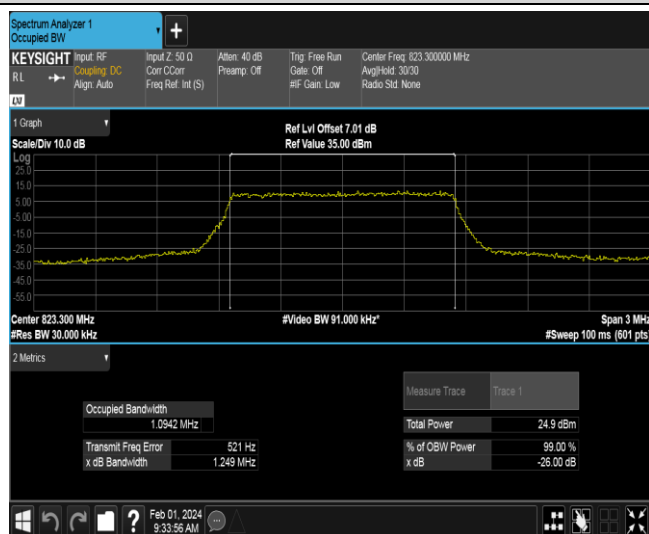 Spectrum Analyzer 1
Occupied BW
+
KEYSIGHT Input: RF Input Z: 50 Ω Atten: 40 dB Trig: Free Run Center Freq: 823.300000 MHz
RL Coupling: DC Corr CCorr Preamp: Off Gate: Off Avg|Hold: 30/30
Align: Auto Freq Ref: Int (S) #IF Gain: Low Radio Std: None
LXI
1 Graph
Ref Lvl Offset 7.01 dB
Scale/Div 10.0 dB Ref Value 35.00 dBm
Log
25.0
15.0
5.00
-5.00
-15.0
-25.0
-35.0
-45.0
-55.0
Center 823.300 MHz #Video BW 91.000 kHz* Span 3 MHz
#Res BW 30.000 kHz #Sweep 100 ms (601 pts)
2 Metrics
Measure Trace Trace 1
Occupied Bandwidth
1.0942 MHz
Total Power 24.9 dBm
Transmit Freq Error 521 Hz % of OBW Power 99.00 %
x dB Bandwidth 1.249 MHz x dB -26.00 dB
? Feb 01, 2024
9:33:56 AM